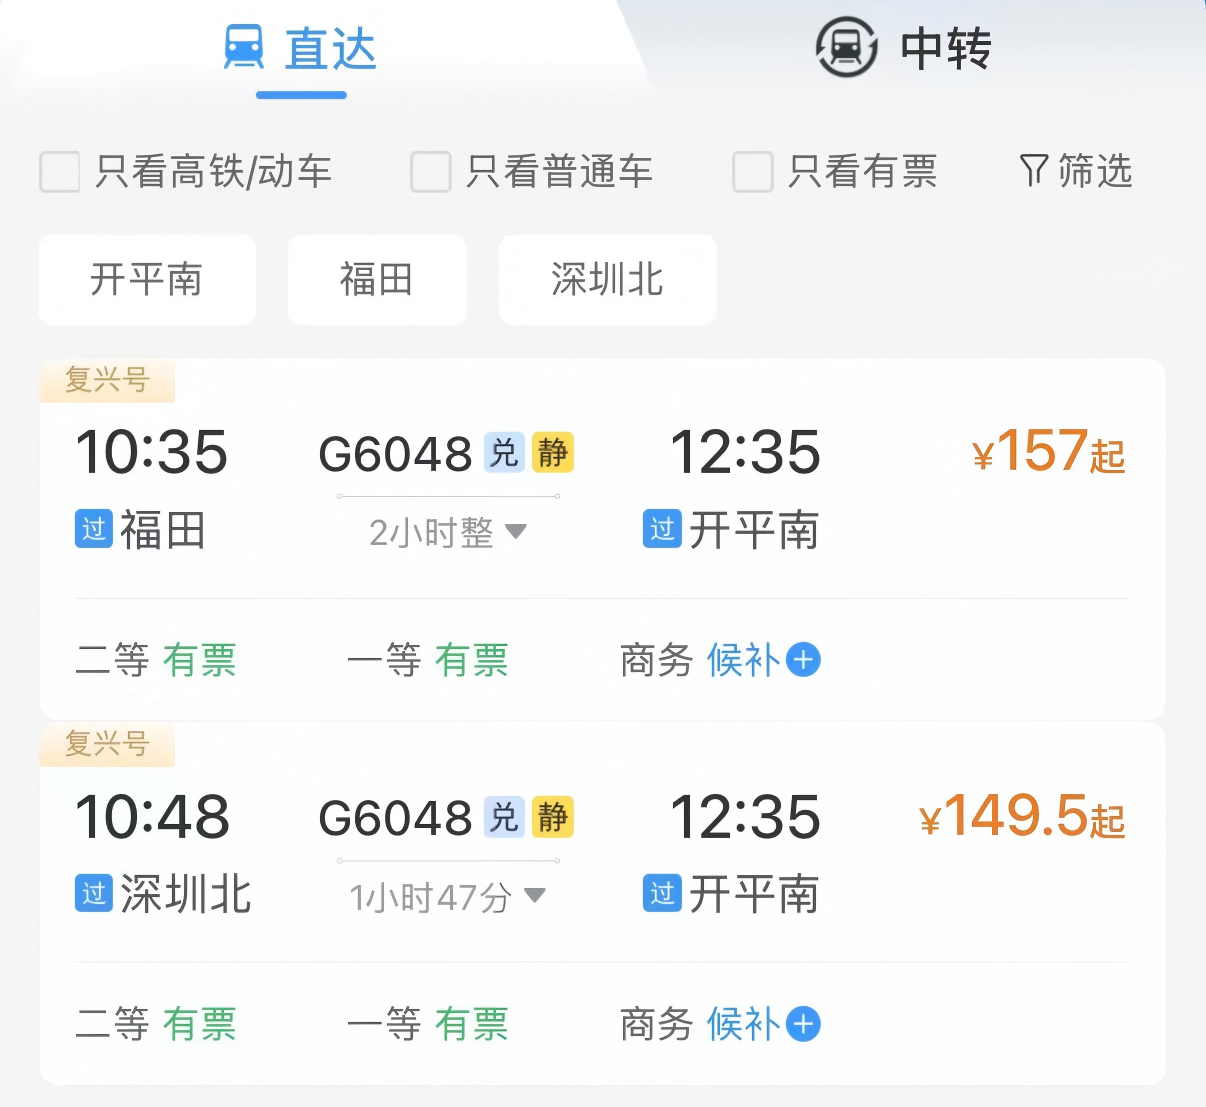 直达 中转
只看高铁/动车 只看普通车 只看有票 筛选
开平南 福田 深圳北
复兴号
10:35 G6048 兑 静 12:35 ¥157起
过 福田 2小时整 过 开平南
二等 有票 一等 有票 商务 候补
复兴号
10:48 G6048 兑 静 12:35 ¥149.5起
过 深圳北 1小时47分 过 开平南
二等 有票 一等 有票 商务 候补